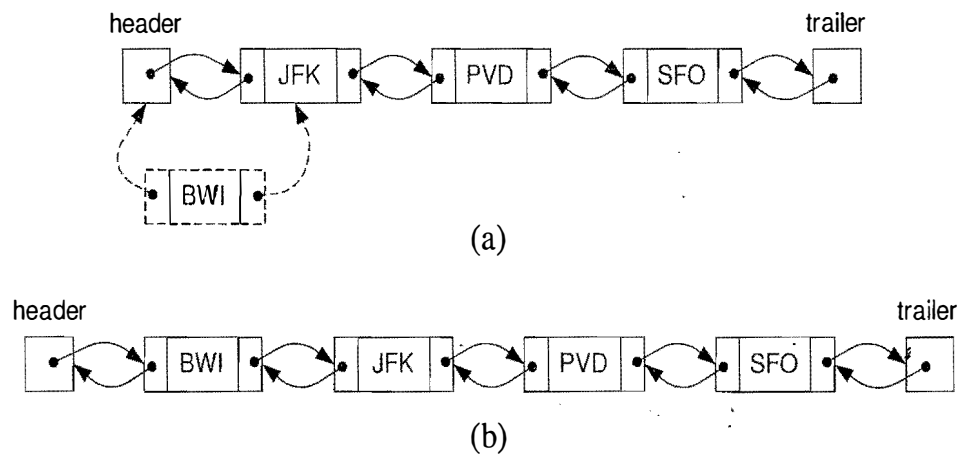 header trailer
JFK PVD SFO
BWI
(a)
header trailer
BWI JFK PVD SFO
(b)